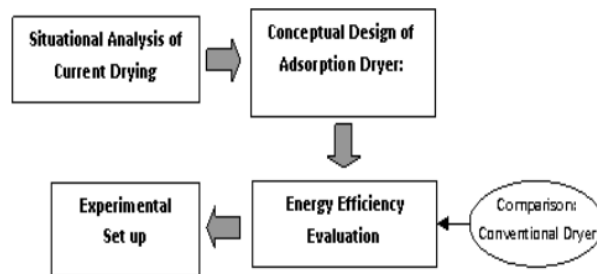 Situational Analysis of
Current Drying
Conceptual Design of
Adsorption Dryer:
Experimental
Set up
Energy Efficiency
Evaluation
Comparison:
Conventional Dryer